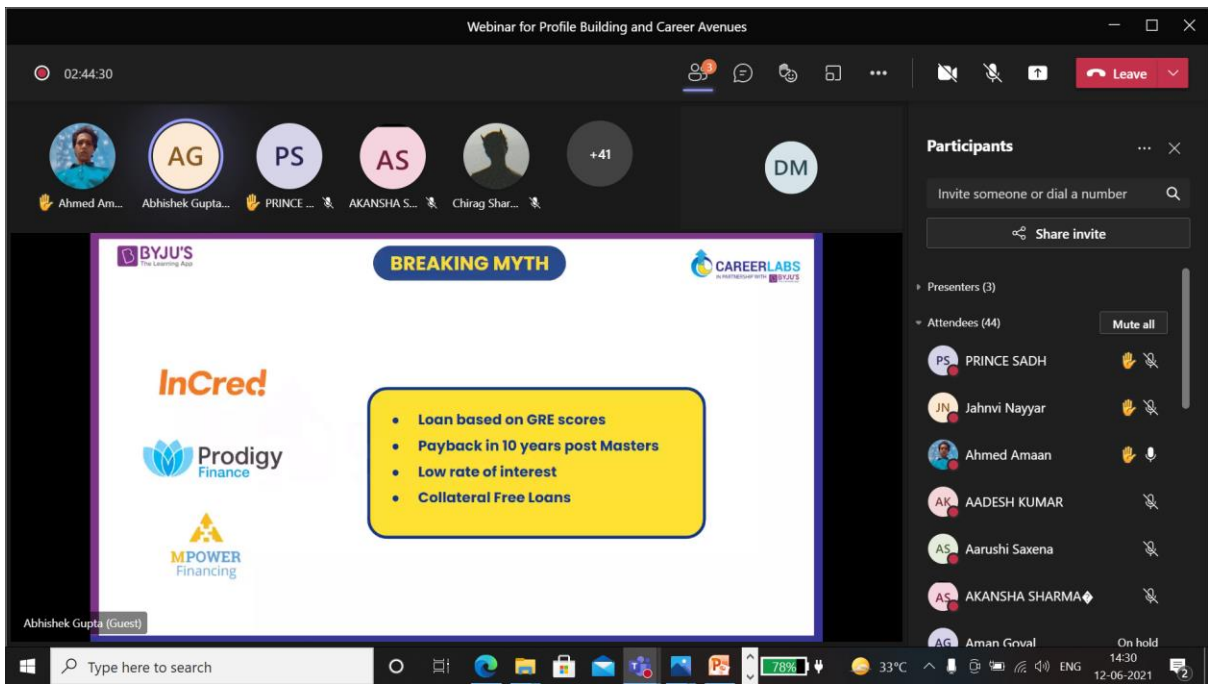 Webinar for Profile Building and Career Avenues
02:44:30
3
Leave
AG
PS
AS
+41
DM
Ahmed Am...
Abhishek Gupta...
PRINCE ...
AKANSHA S...
Chirag Shar...
BYJU'S
The Learning App
BREAKING MYTH
CAREERLABS
IN PARTNERSHIP WITH BYJU'S
InCred
Prodigy
Finance
MPOWER
Financing
• Loan based on GRE scores
• Payback in 10 years post Masters
• Low rate of interest
• Collateral Free Loans
Abhishek Gupta (Guest)
Participants
Invite someone or dial a number
Share invite
Presenters (3)
Attendees (44)
Mute all
PS PRINCE SADH
JN Jahnvi Nayyar
Ahmed Amaan
AK AADESH KUMAR
AS Aarushi Saxena
AS AKANSHA SHARMA�
AG Aman Goyal On hold
Type here to search
78%
33°C
ENG
14:30
12-06-2021
2